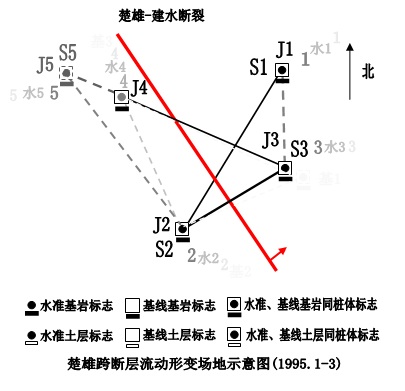 楚雄-建水断裂
J1
S1
1水1
1
北
S5
J5
5水5 5
水4
4
4
J4
J3
S3
3水3 3
J2
S2
2水2 2
水准基岩标志
基线基岩标志
水准、基线基岩同桩体标志
水准土层标志
基线土层标志
水准、基线土层同桩体标志
楚雄跨断层流动形变场地示意图(1995.1-3)